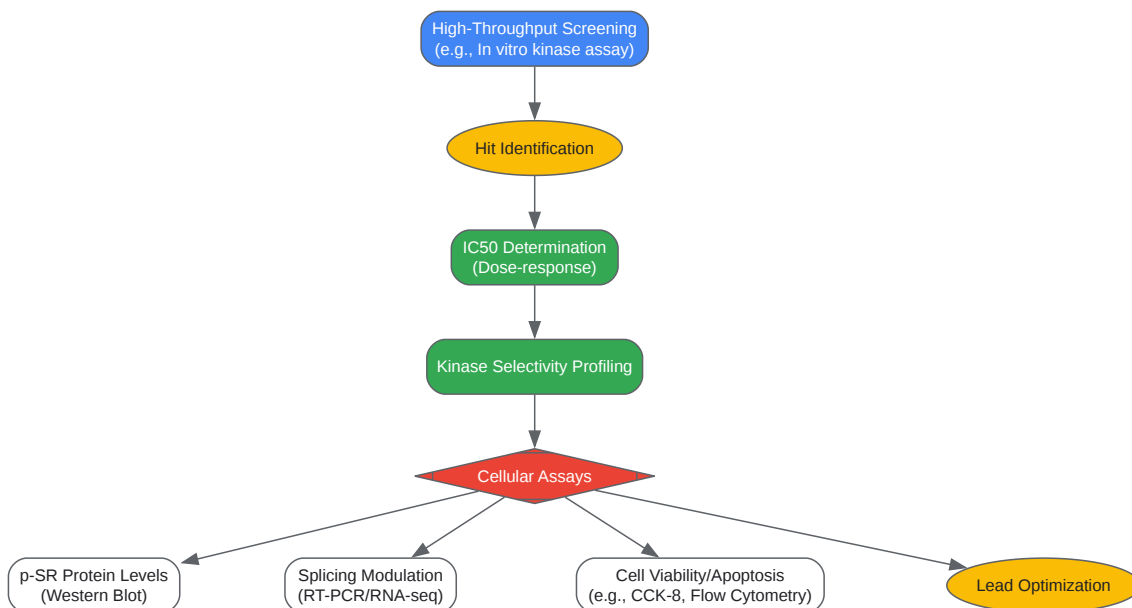 High-Throughput Screening
(e.g., In vitro kinase assay)
Hit Identification
IC50 Determination
(Dose-response)
Kinase Selectivity Profiling
Cellular Assays
p-SR Protein Levels
(Western Blot)
Splicing Modulation
(RT-PCR/RNA-seq)
Cell Viability/Apoptosis
(e.g., CCK-8, Flow Cytometry)
Lead Optimization